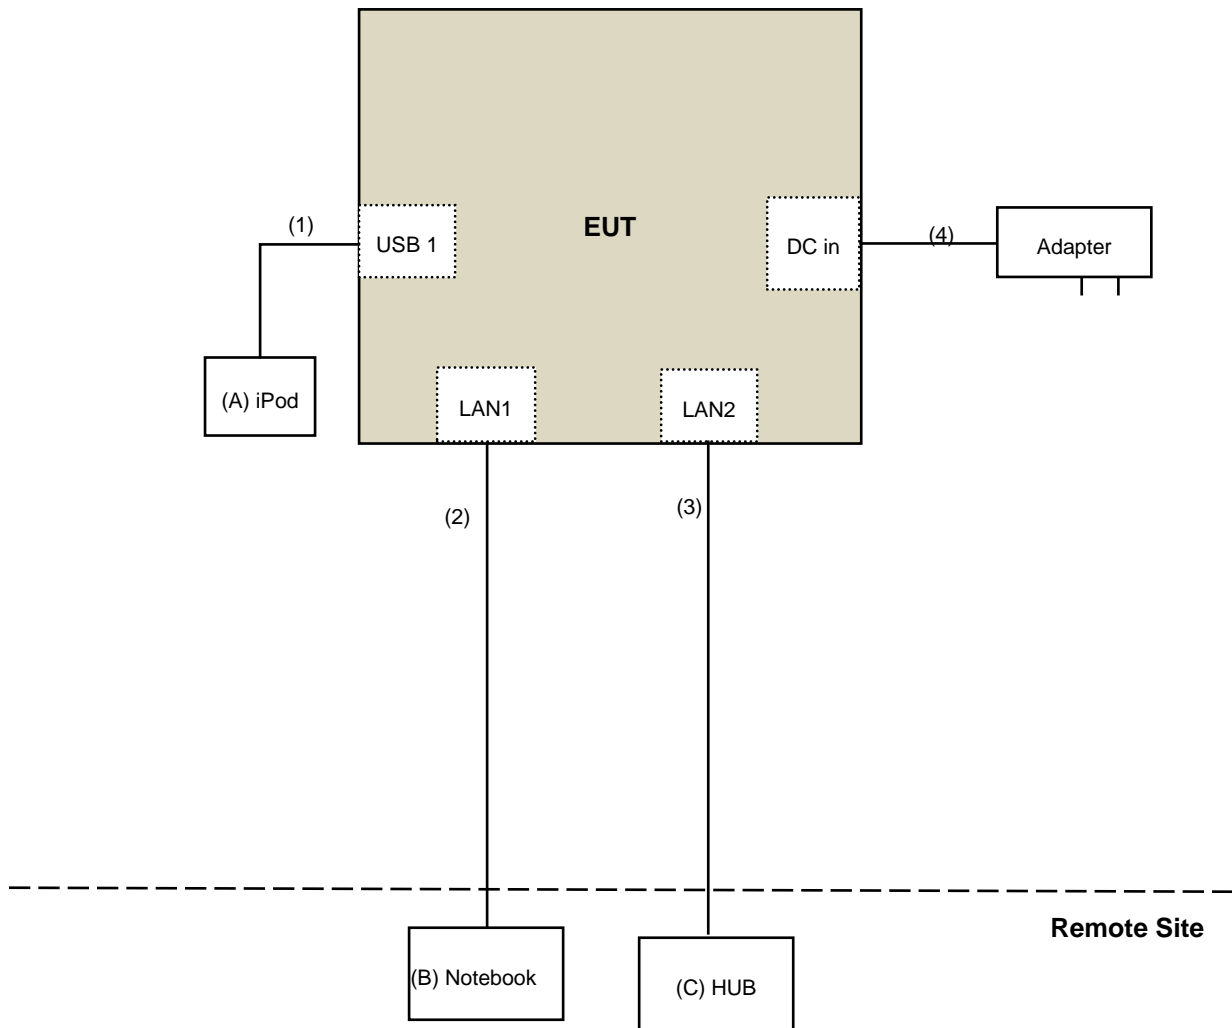 EUT
(1)
USB 1
DC in
(4)
Adapter
(A) iPod
LAN1
LAN2
(2)
(3)
Remote Site
(B) Notebook
(C) HUB